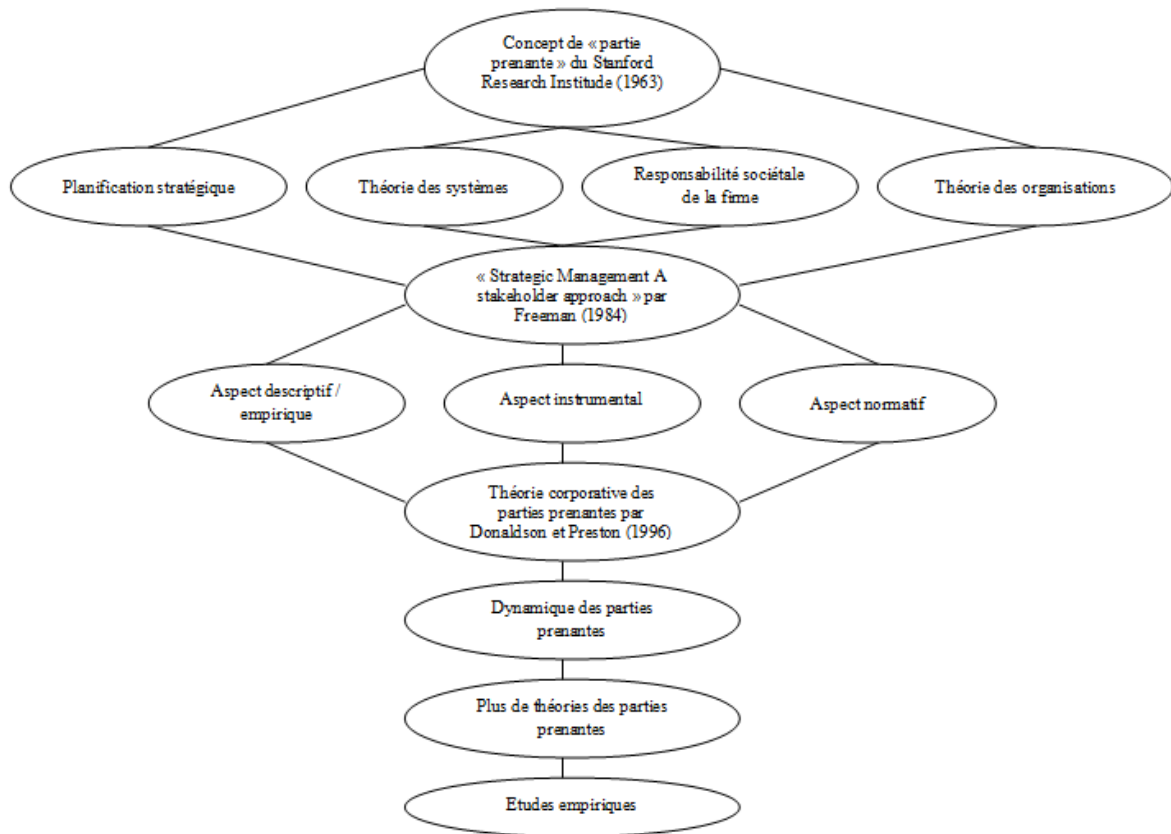 Concept de « partie
prenante » du Stanford
Research Institude (1963)
Planification stratégique
Théorie des systèmes
Responsabilité sociétale
de la firme
Théorie des organisations
« Strategic Management A
stakeholder approach » par
Freeman (1984)
Aspect descriptif /
empirique
Aspect instrumental
Aspect normatif
Théorie corporative des
parties prenantes par
Donaldson et Preston (1996)
Dynamique des parties
prenantes
Plus de théories des parties
prenantes
Etudes empiriques